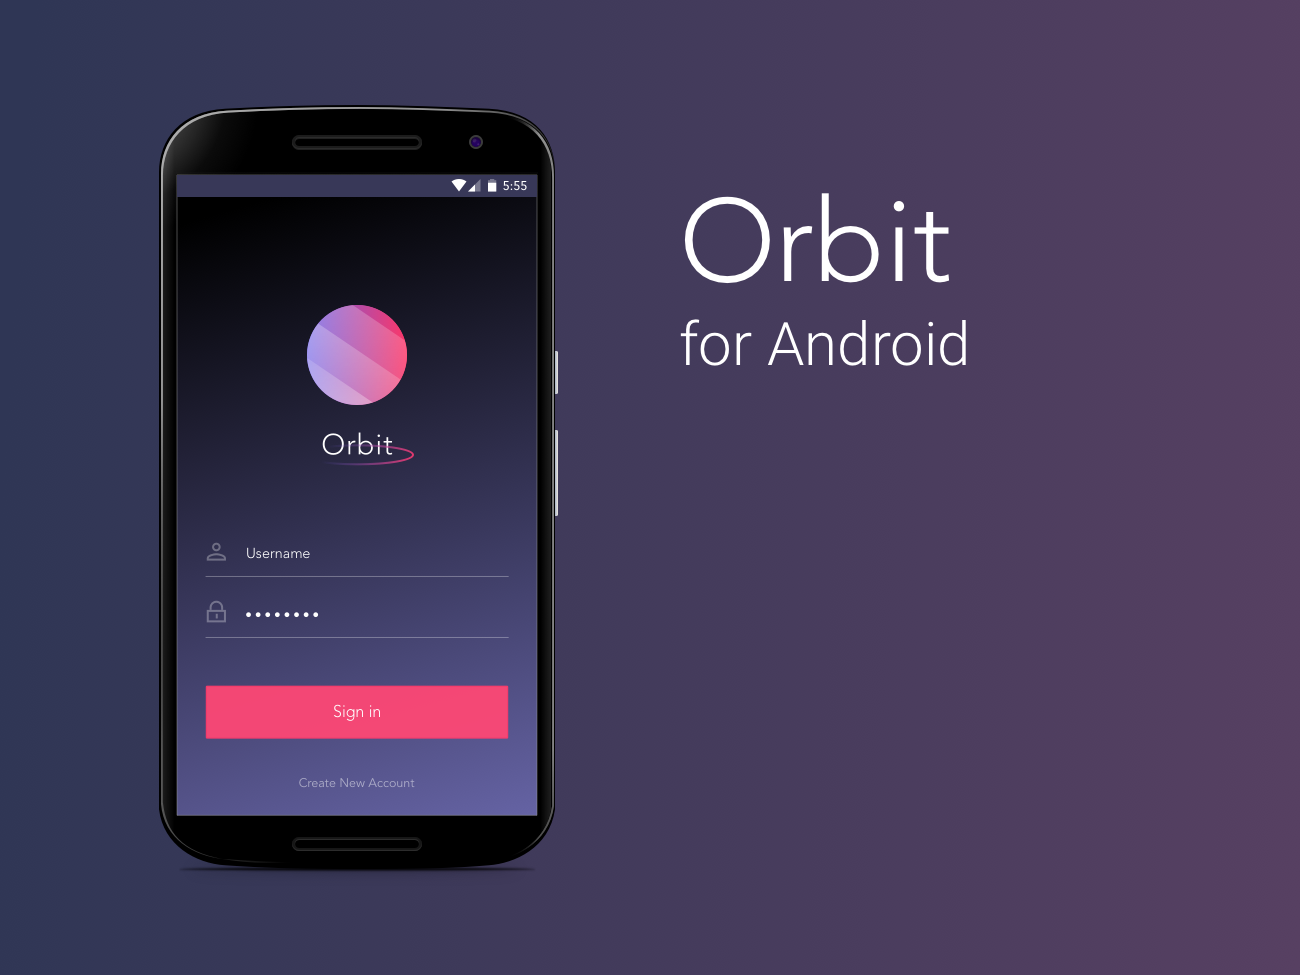 5:55
Orbit
Username
••••••••
Sign in
Create New Account
Orbit
for Android